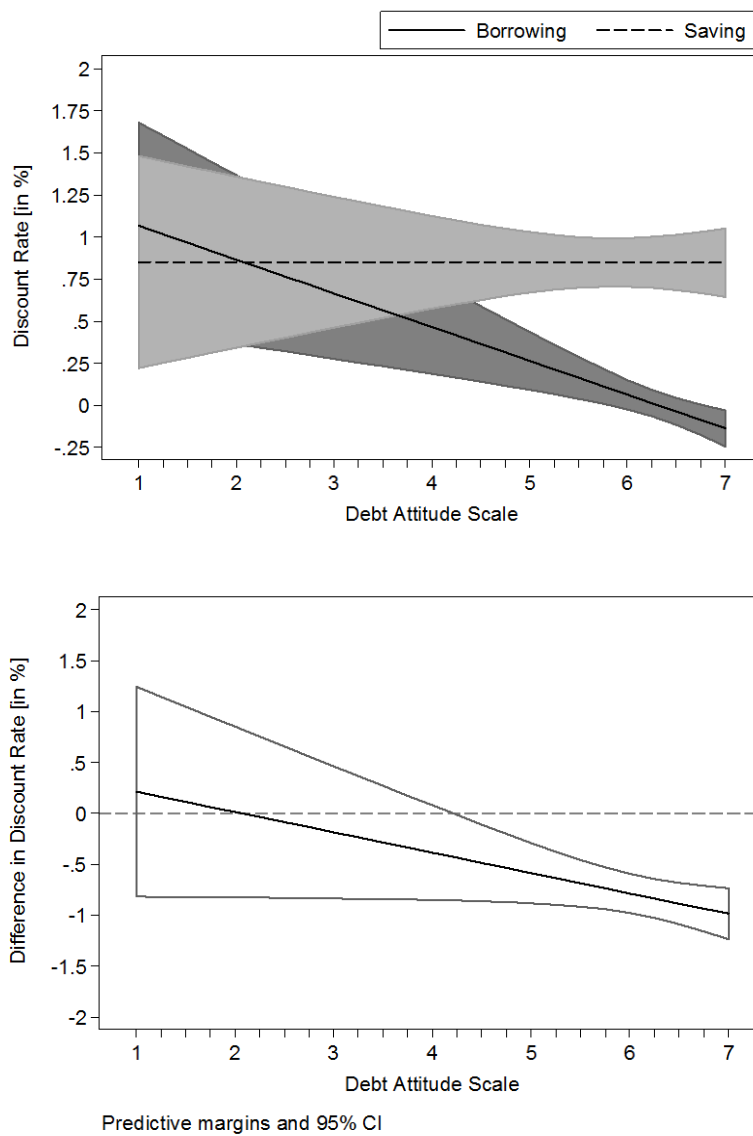 Borrowing Saving
2
1.75
1.5
1.25
1
.75
.5
.25
0
-.25
Discount Rate [in %]
1 2 3 4 5 6 7
Debt Attitude Scale
2
1.5
1
.5
0
-.5
-1
-1.5
-2
Difference in Discount Rate [in %]
1 2 3 4 5 6 7
Debt Attitude Scale
Predictive margins and 95% CI